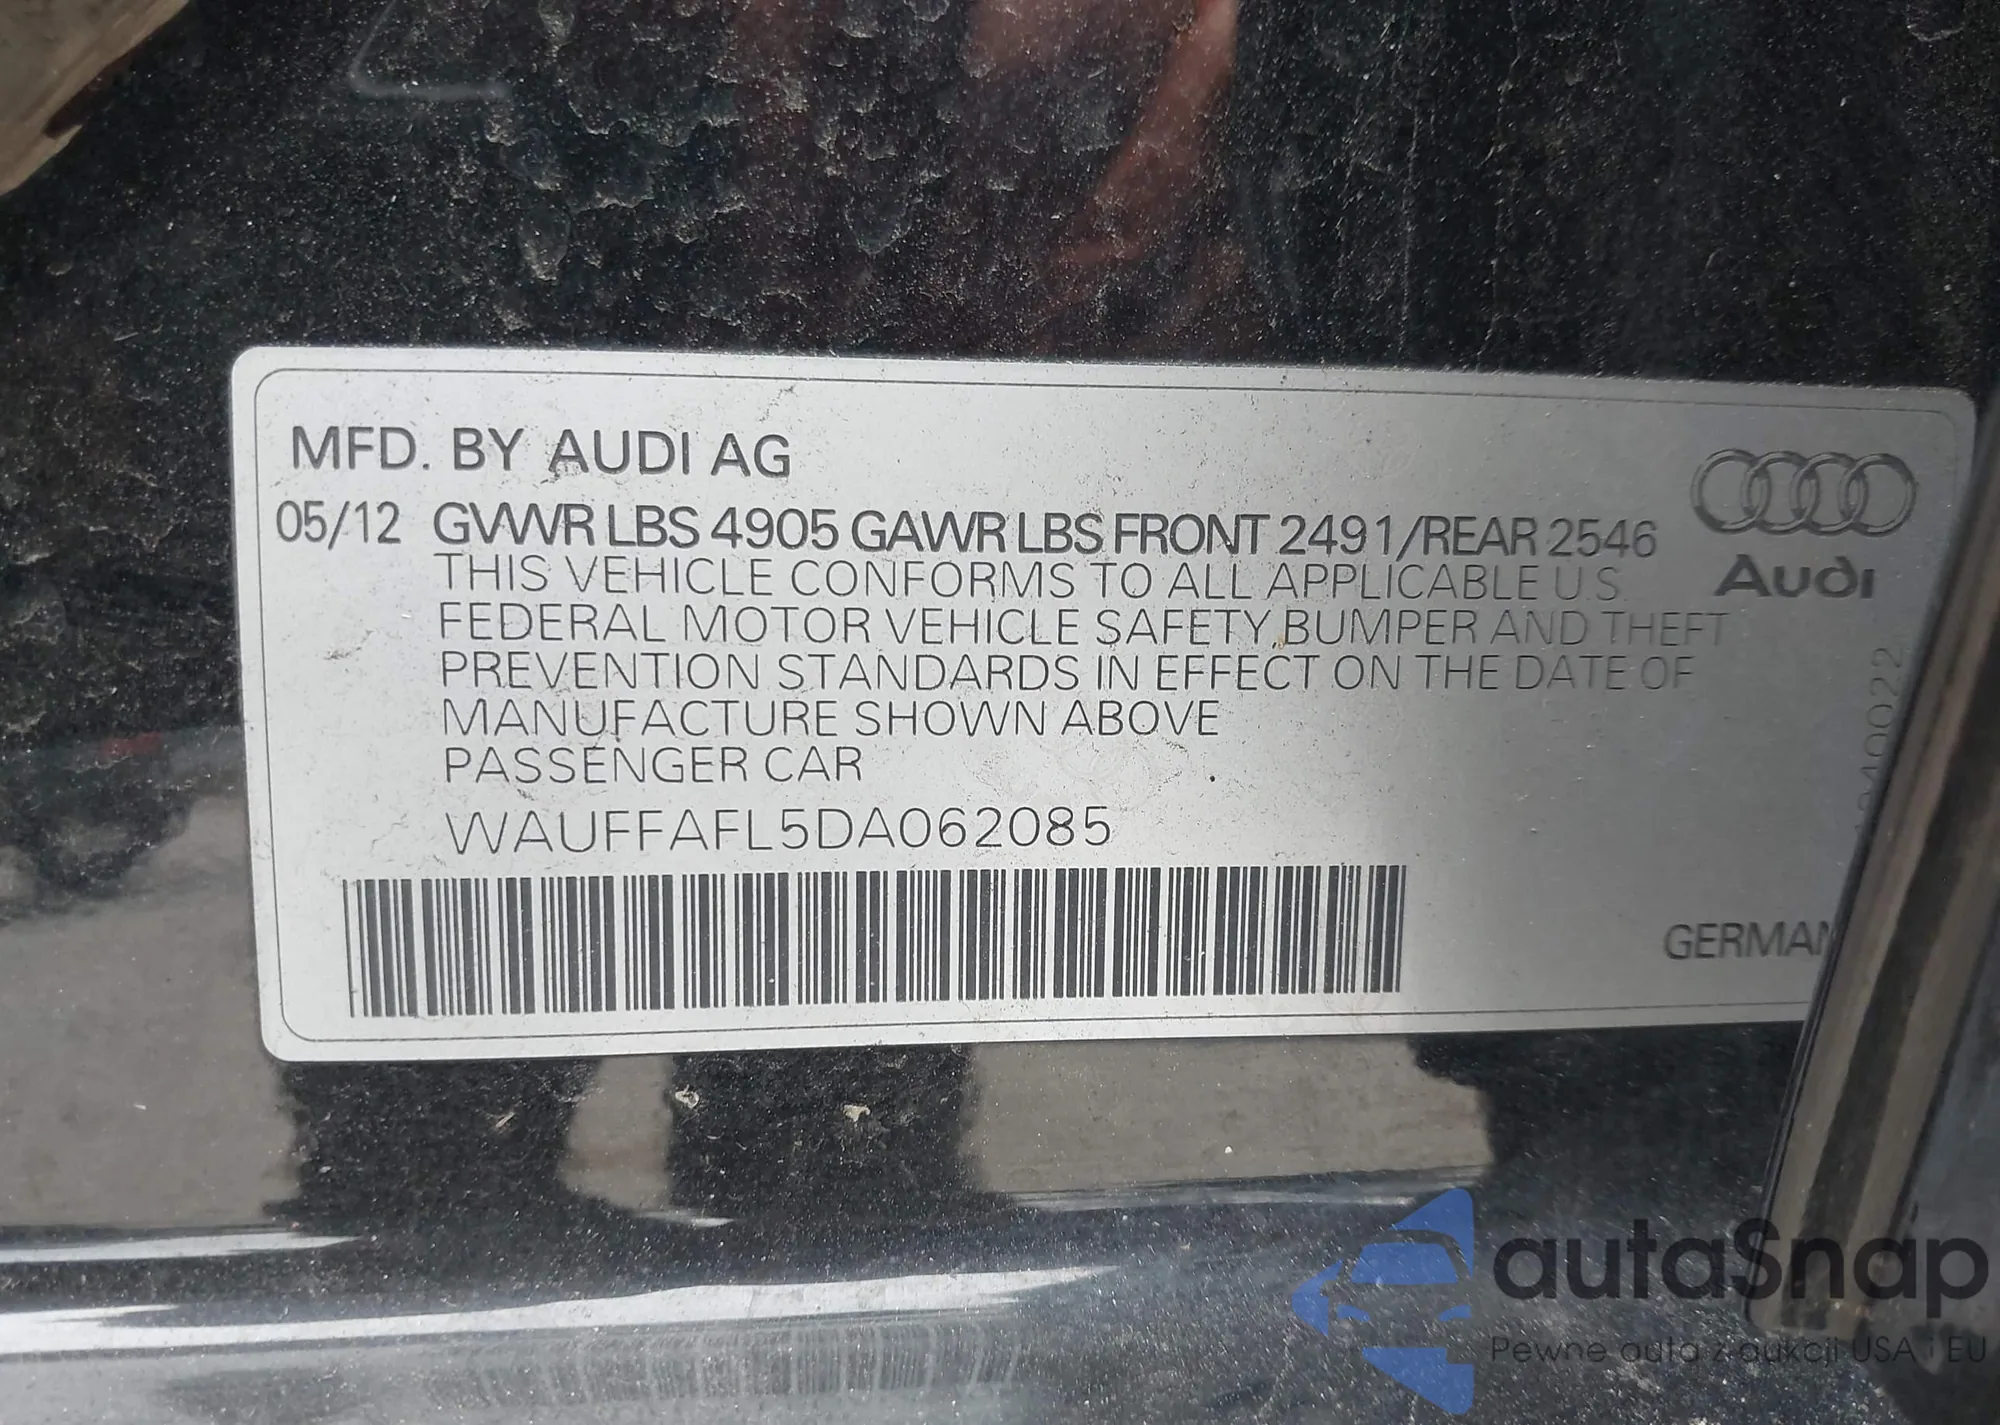 MFD. BY AUDI AG
05/12 GVWR LBS 4905 GAWR LBS FRONT 2491/REAR 2546
THIS VEHICLE CONFORMS TO ALL APPLICABLE U.S.
FEDERAL MOTOR VEHICLE SAFETY,BUMPER AND THEFT
PREVENTION STANDARDS IN EFFECT ON THE DATE OF
MANUFACTURE SHOWN ABOVE
PASSENGER CAR
WAUFFAFL5DA062085
Audi
GERMAN
autaSnap
Pewne auta z aukcji USA i EU